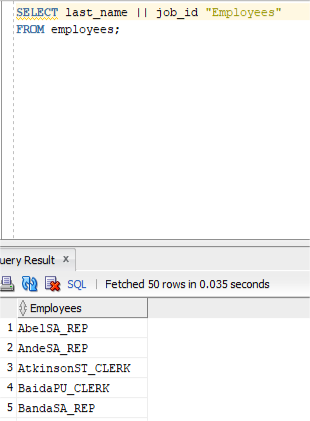 SELECT last_name || job_id "Employees"
FROM employees;
uery Result x
SQL | Fetched 50 rows in 0.035 seconds
Employees
1 AbelSA_REP
2 AndeSA_REP
3 AtkinsonST_CLERK
4 BaidaPU_CLERK
5 BandaSA_REP